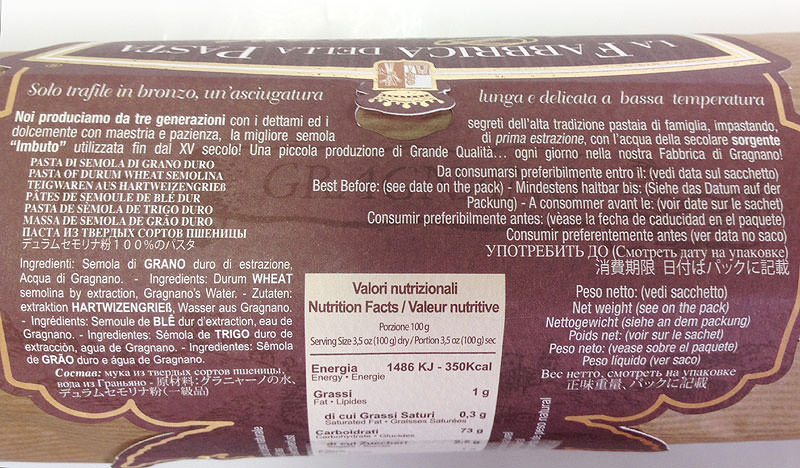 LA FABBRICA DELLA PASTA
Solo trafile in bronzo, un'asciugatura
lunga e delicata a bassa temperatura
Noi produciamo da tre generazioni con i dettami ed i
dolcemente con maestria e pazienza, la migliore semola
"Imbuto" utilizzata fin dal XV secolo! Una piccola produzione di Grande Qualità...
segreti dell'alta tradizione pastaia di famiglia, impastando,
di prima estrazione, con l'acqua della secolare sorgente
ogni giorno nella nostra Fabbrica di Gragnano!
PASTA DI SEMOLA DI GRANO DURO
PASTA OF DURUM WHEAT SEMOLINA
TEIGWAREN AUS HARTWEIZENGRIEß
PÂTES DE SEMOULE DE BLÉ DUR
PASTA DE SÈMOLA DE TRIGO DURO
MASSA DE SEMOLA DE GRÃO DURO
ПАСТА ИЗ ТВЕРДЫХ СОРТОВ ПШЕНИЦЫ
デュラムセモリナ粉100%のパスタ
Ingredienti: Semola di GRANO duro di estrazione,
Acqua di Gragnano. - Ingredients: Durum WHEAT
semolina by extraction, Gragnano's Water. - Zutaten:
extraktion HARTWIZENGRIEß, Wasser aus Gragnano.
- Ingrédients: Semoule de BLÉ dur d'extraction, eau de
Gragnano. - Ingredientes: Sémola de TRIGO duro de
extracciòn, agua de Gragnano. - Ingredientes: Sêmola
de GRÃO duro e àgua de Gragnano.
Состав: мука из твердых сортов пшеницы,
вода из Граньяно - 原材料:グラニャーノの水、
デュラムセモリナ粉(一級品)
Da consumarsi preferibilmente entro il: (vedi data sul sacchetto)
Best Before: (see date on the pack) - Mindestens haltbar bis: (Siehe das Datum auf der
Packung) - A consommer avant le: (voir date sur le sachet)
Consumir preferibilmente antes: (vèase la fecha de caducidad en el paquete)
Consumir preferentemente antes (ver data no saco)
УПОТРЕБИТЬ ДО (Смотреть дату на упаковке)
消費期限 日付はパックに記載
Valori nutrizionali
Nutrition Facts / Valeur nutritive
Porzione 100 g
Serving Size 3,5 oz (100 g) dry / Portion 3,5 oz (100 g) sec
Energia 1486 KJ - 350Kcal
Energy • Énergie
Grassi 1 g
Fat • Lipides
di cui Grassi Saturi 0,3 g
Saturated Fat • Graisses Saturées
Carboidrati 73 g
Carbohydrate • Glucides
di cui Zuccheri
Peso netto: (vedi sacchetto)
Net weight (see on the pack)
Nettogewicht (siehe an dem packung)
Poids net: (voir sur le sachet)
Peso neto: (vease sobre el paquete)
Peso lìquido (ver saco)
Вес нетто, смотреть на упаковке
正味重量、パックに記載